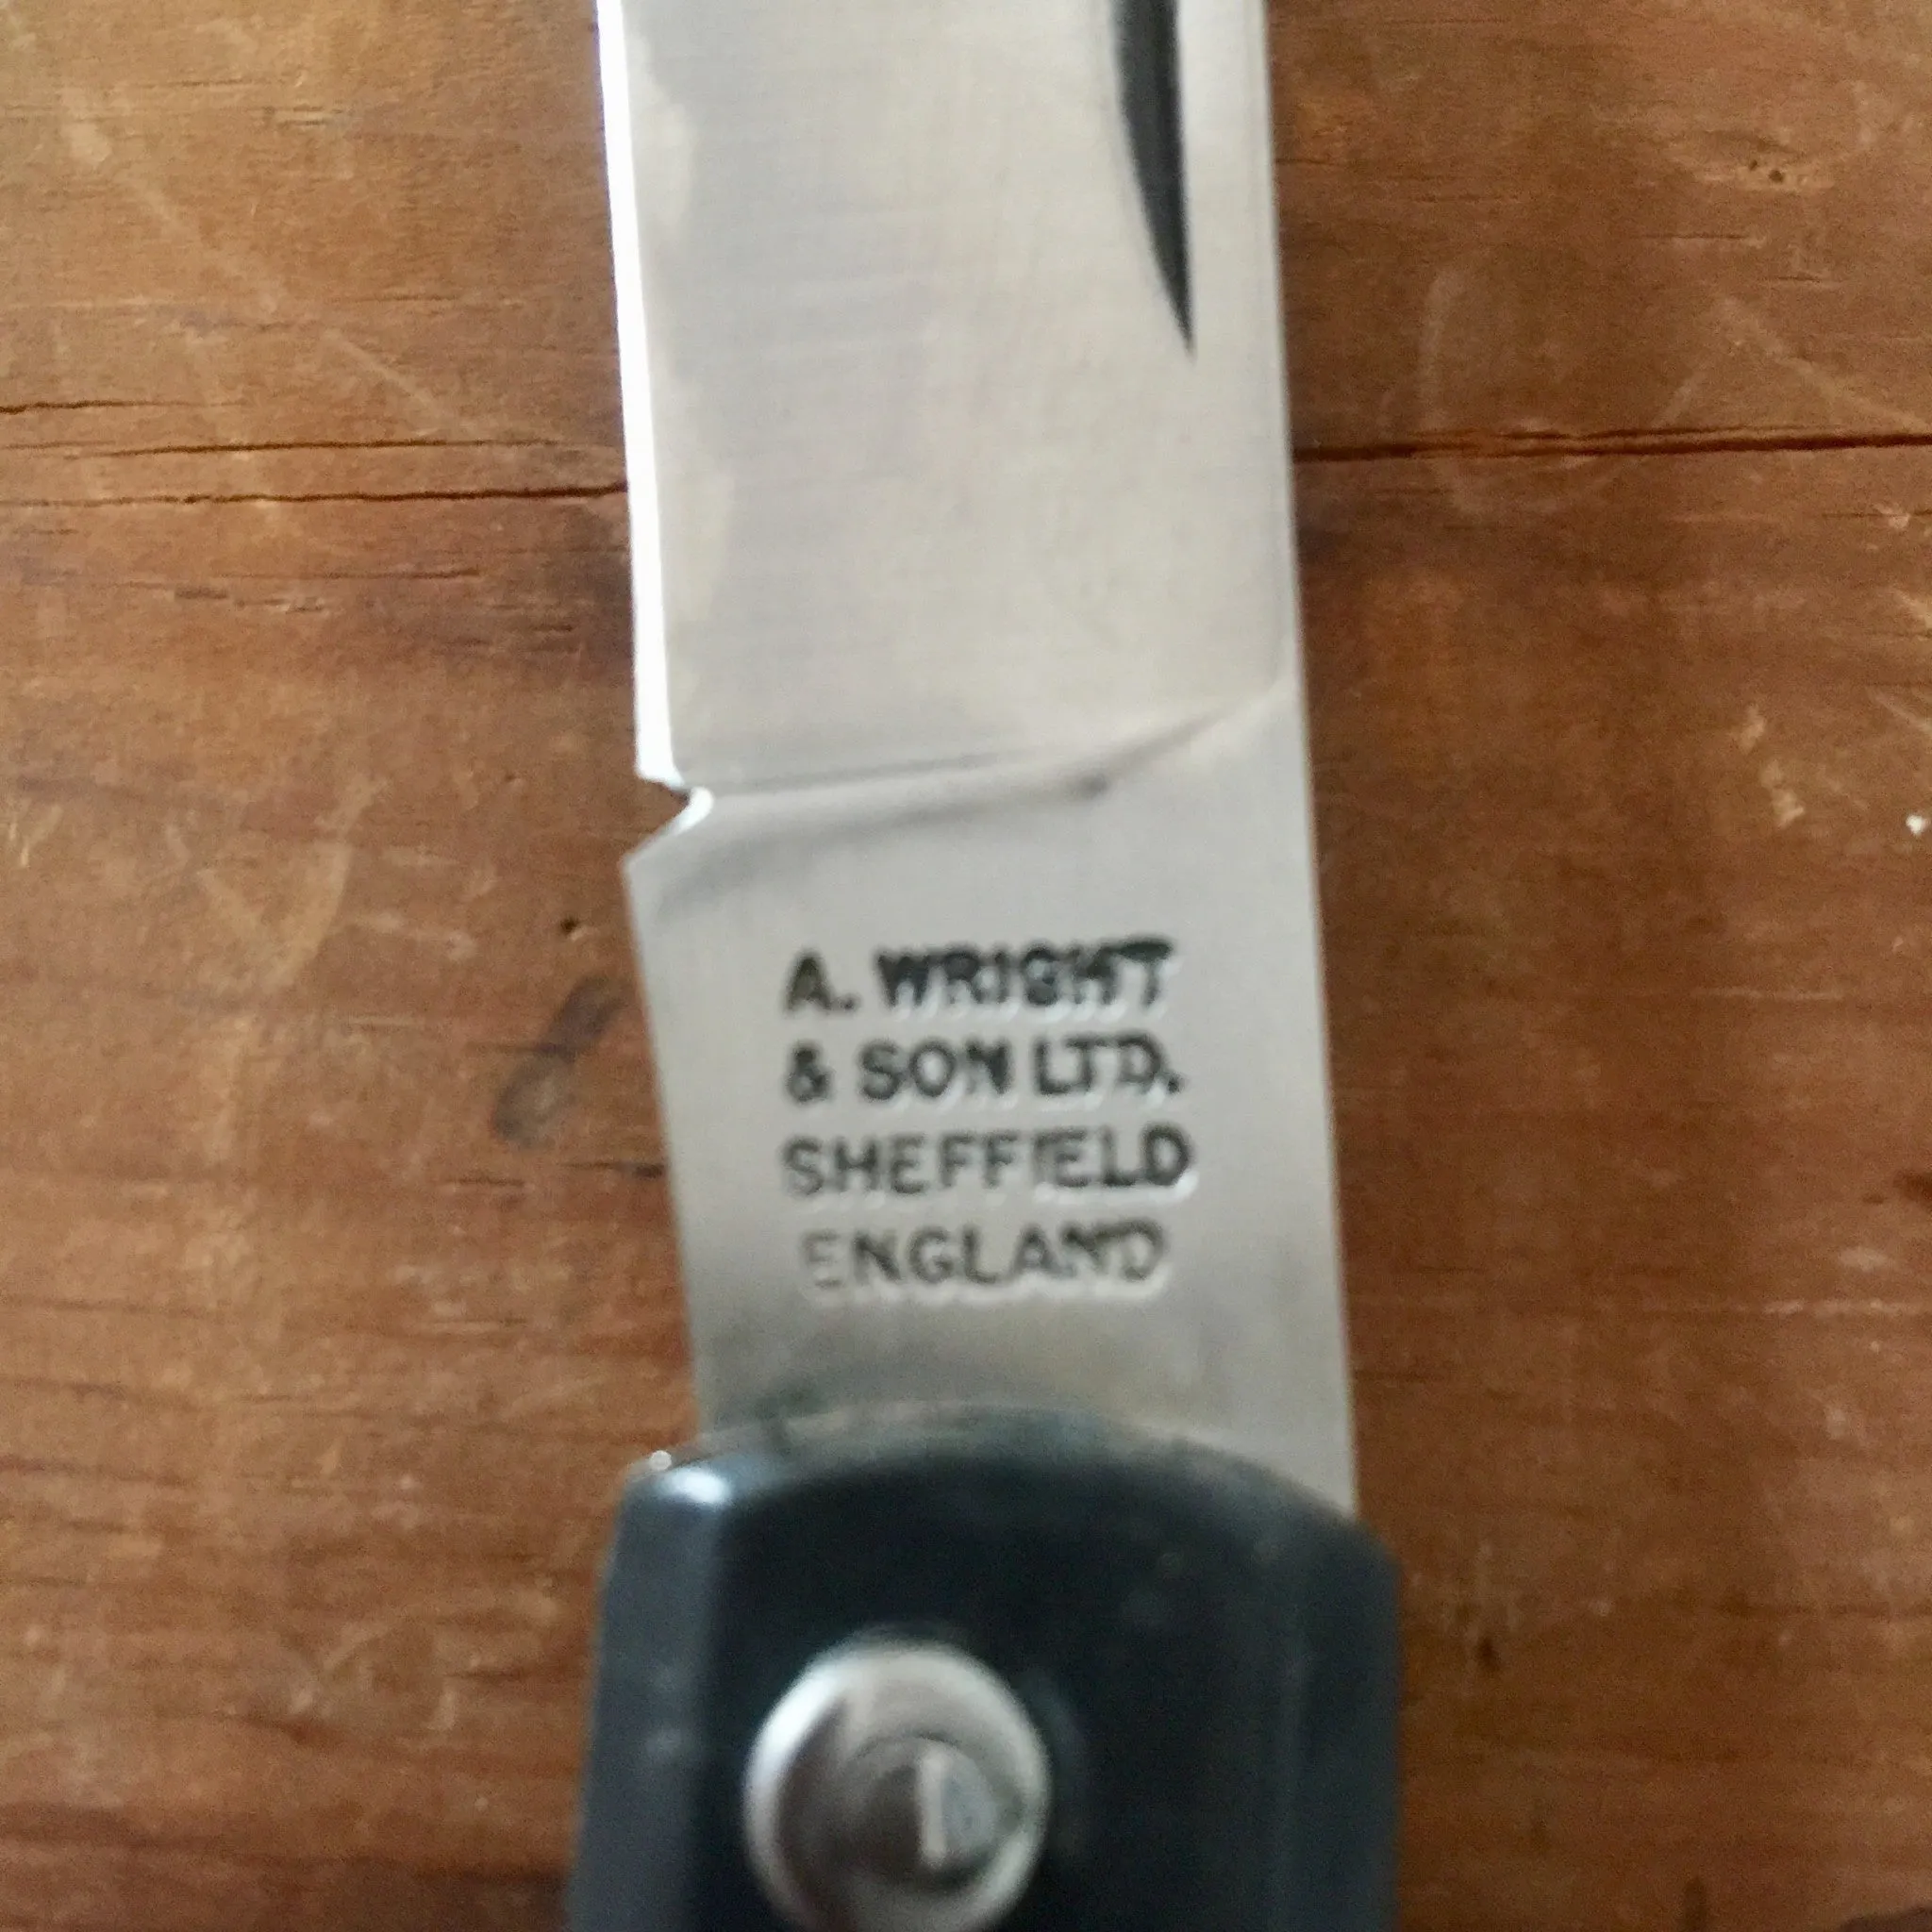 A. WRIGHT
& SON LTD.
SHEFFIELD
ENGLAND